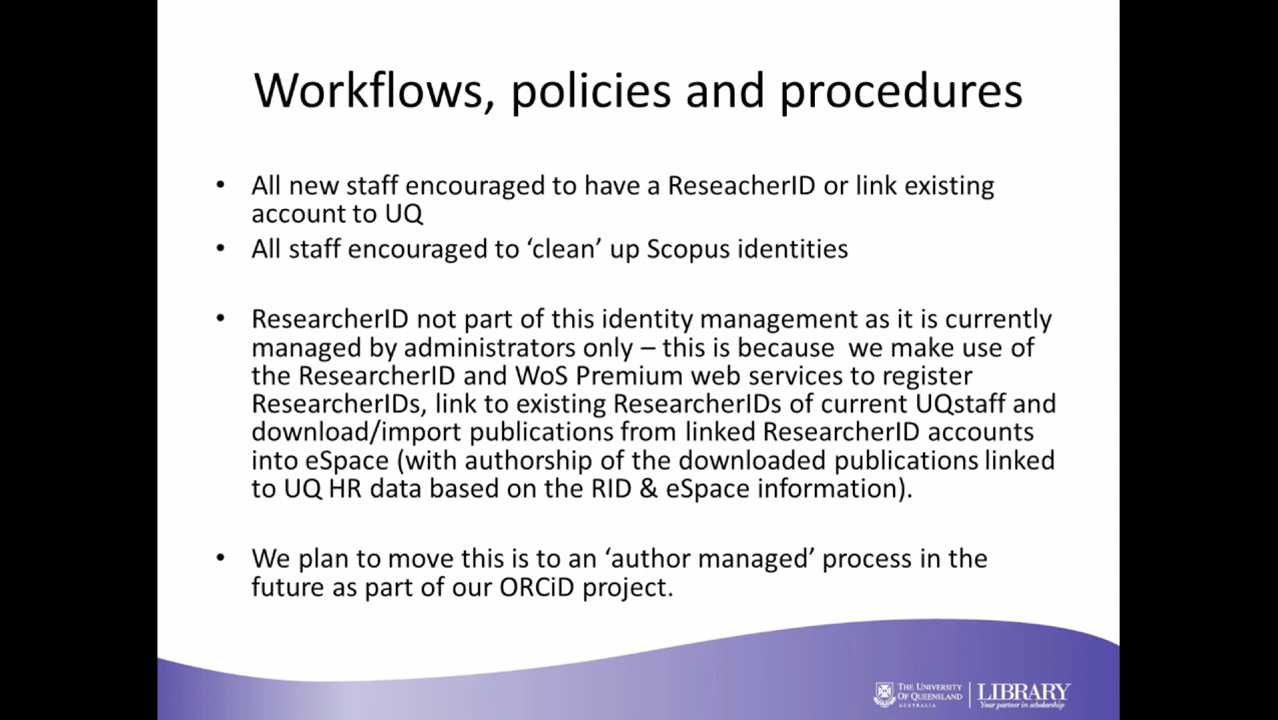 Workflows, policies and procedures
• All new staff encouraged to have a ReseacherID or link existing
account to UQ
• All staff encouraged to ‘clean’ up Scopus identities
• ResearcherID not part of this identity management as it is currently
managed by administrators only – this is because we make use of
the ResearcherID and WoS Premium web services to register
ResearcherIDs, link to existing ResearcherIDs of current UQstaff and
download/import publications from linked ResearcherID accounts
into eSpace (with authorship of the downloaded publications linked
to UQ HR data based on the RID & eSpace information).
• We plan to move this is to an ‘author managed’ process in the
future as part of our ORCiD project.
THE UNIVERSITY
OF QUEENSLAND
AUSTRALIA
LIBRARY
Your partner in scholarship